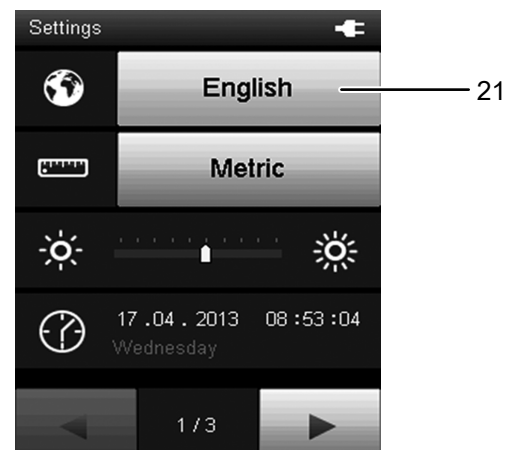 Settings
English
21
Metric
17 .04 . 2013 08 :53 :04
Wednesday
1 / 3